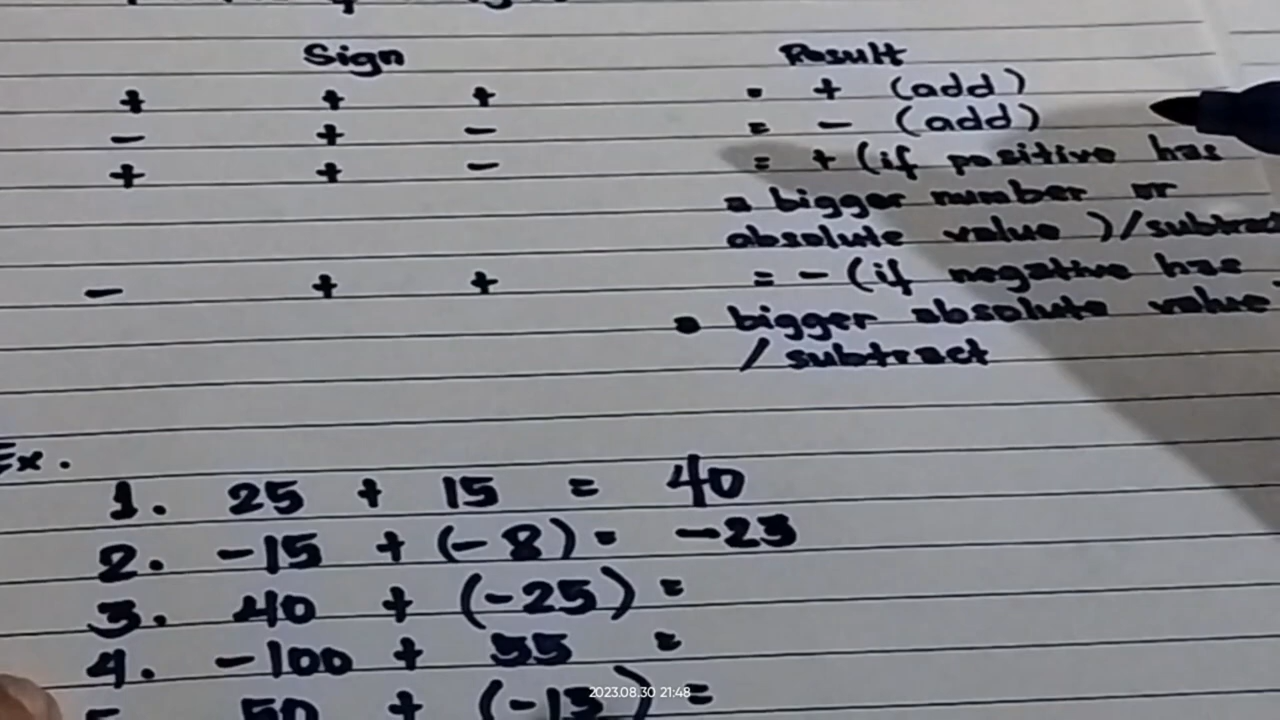 Sign Result
+ + + = + (add)
- + - = - (add)
+ + - = + (if positive has
a bigger number or
absolute value )/subtract
- + + = - (if negative has
a bigger absolute value
/ subtract
Ex.
1. 25 + 15 = 40
2. -15 + (-8) = -23
3. 40 + (-25) =
4. -100 + 55 =
50 + (-13) =
2023.08.30 21:48